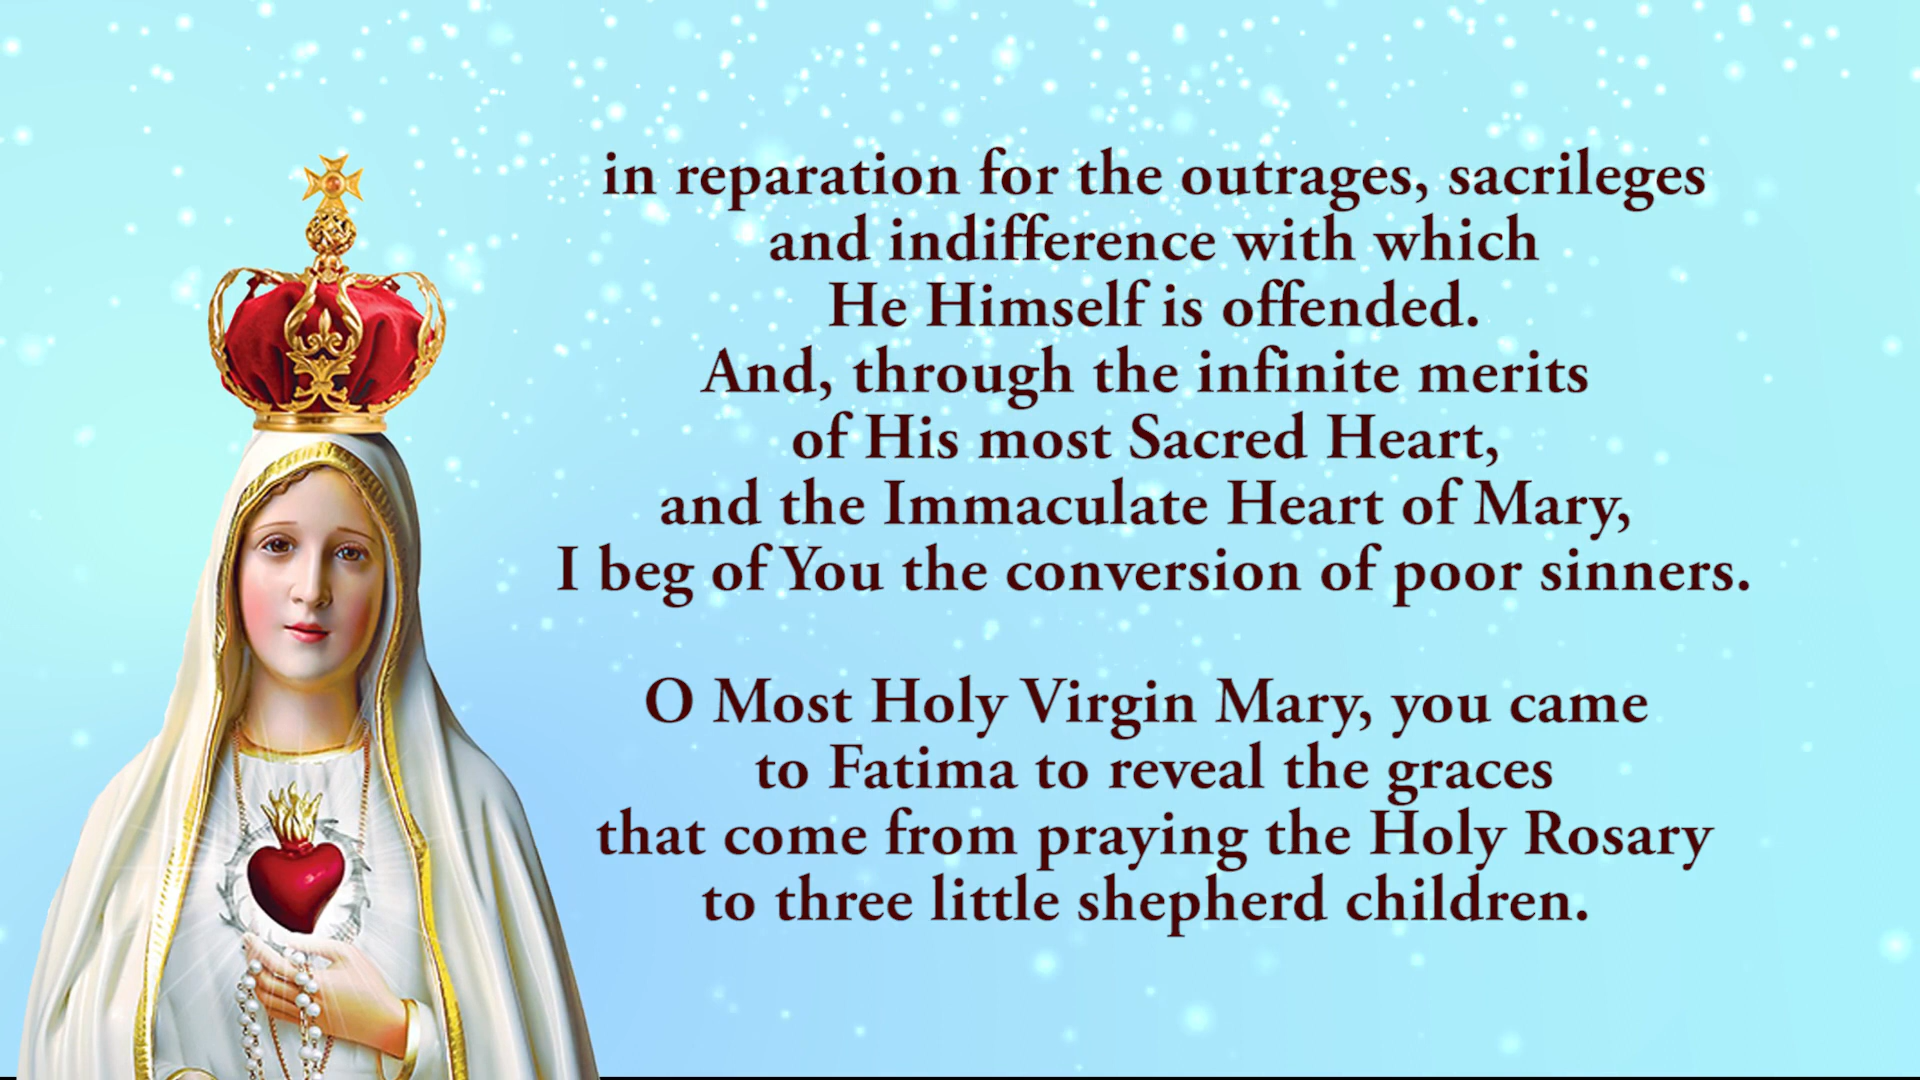 in reparation for the outrages, sacrileges
and indifference with which
He Himself is offended.
And, through the infinite merits
of His most Sacred Heart,
and the Immaculate Heart of Mary,
I beg of You the conversion of poor sinners.
O Most Holy Virgin Mary, you came
to Fatima to reveal the graces
that come from praying the Holy Rosary
to three little shepherd children.